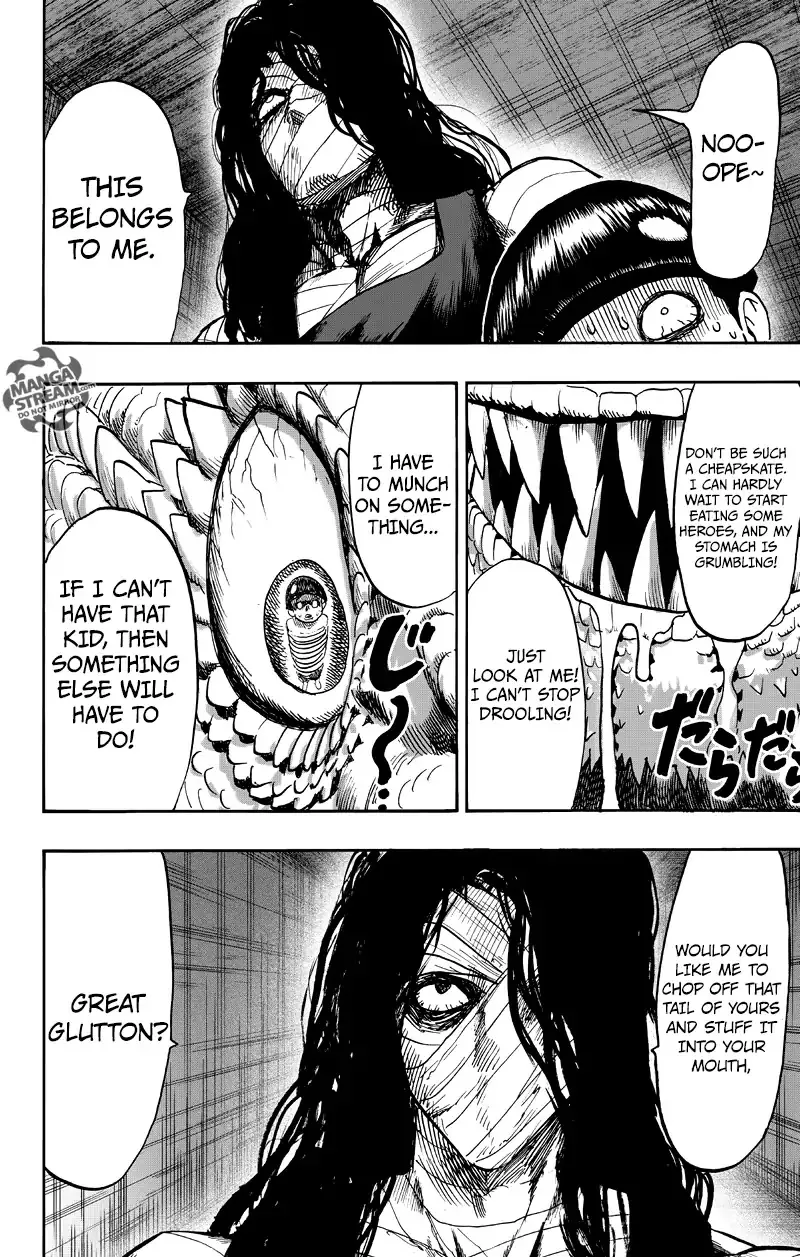 NOO-
OPE~
THIS
BELONGS
TO ME.
MANGA
STREAM.com
DO NOT MIRROR
DON'T BE SUCH
A CHEAPSKATE.
I CAN HARDLY
WAIT TO START
EATING SOME
HEROES, AND MY
STOMACH IS
GRUMBLING!
JUST
LOOK AT ME!
I CAN'T STOP
DROOLING!
だらだら
I HAVE
TO MUNCH
ON SOME-
THING...
IF I CAN'T
HAVE THAT
KID, THEN
SOMETHING
ELSE WILL
HAVE TO
DO!
じ〜…
WOULD YOU
LIKE ME TO
CHOP OFF THAT
TAIL OF YOURS
AND STUFF IT
INTO YOUR
MOUTH,
GREAT
GLUTTON?